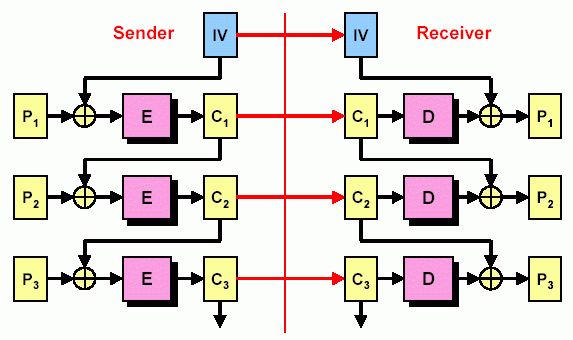 Sender IV IV Receiver
P1 E C1 C1 D P1
P2 E C2 C2 D P2
P3 E C3 C3 D P3